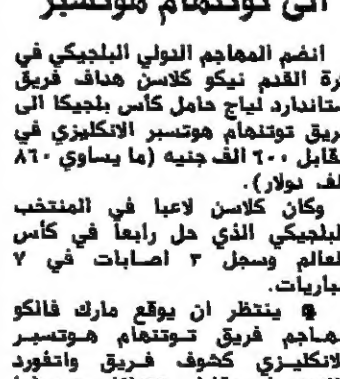 الى توتنهام هوتسبر
انضم المهاجم الدولي البلجيكي في
كرة القدم نيكو كلاسن هداف فريق
ستاندارد لياج حامل كأس بلجيكا الى
فريق توتنهام هوتسبر الانكليزي في
مقابل ٦٠٠ الف جنيه (ما يساوي ٨٦٠
الف دولار).
وكان كلاسن لاعبا في المنتخب
البلجيكي الذي حل رابعا في كأس
العالم وسجل ٣ اصابات في ٧
مباريات.
ينتظر ان يوقع مارك فالكو
مهاجم فريق توتنهام هوتسبر
الانكليزي كشوف فريق واتفورد